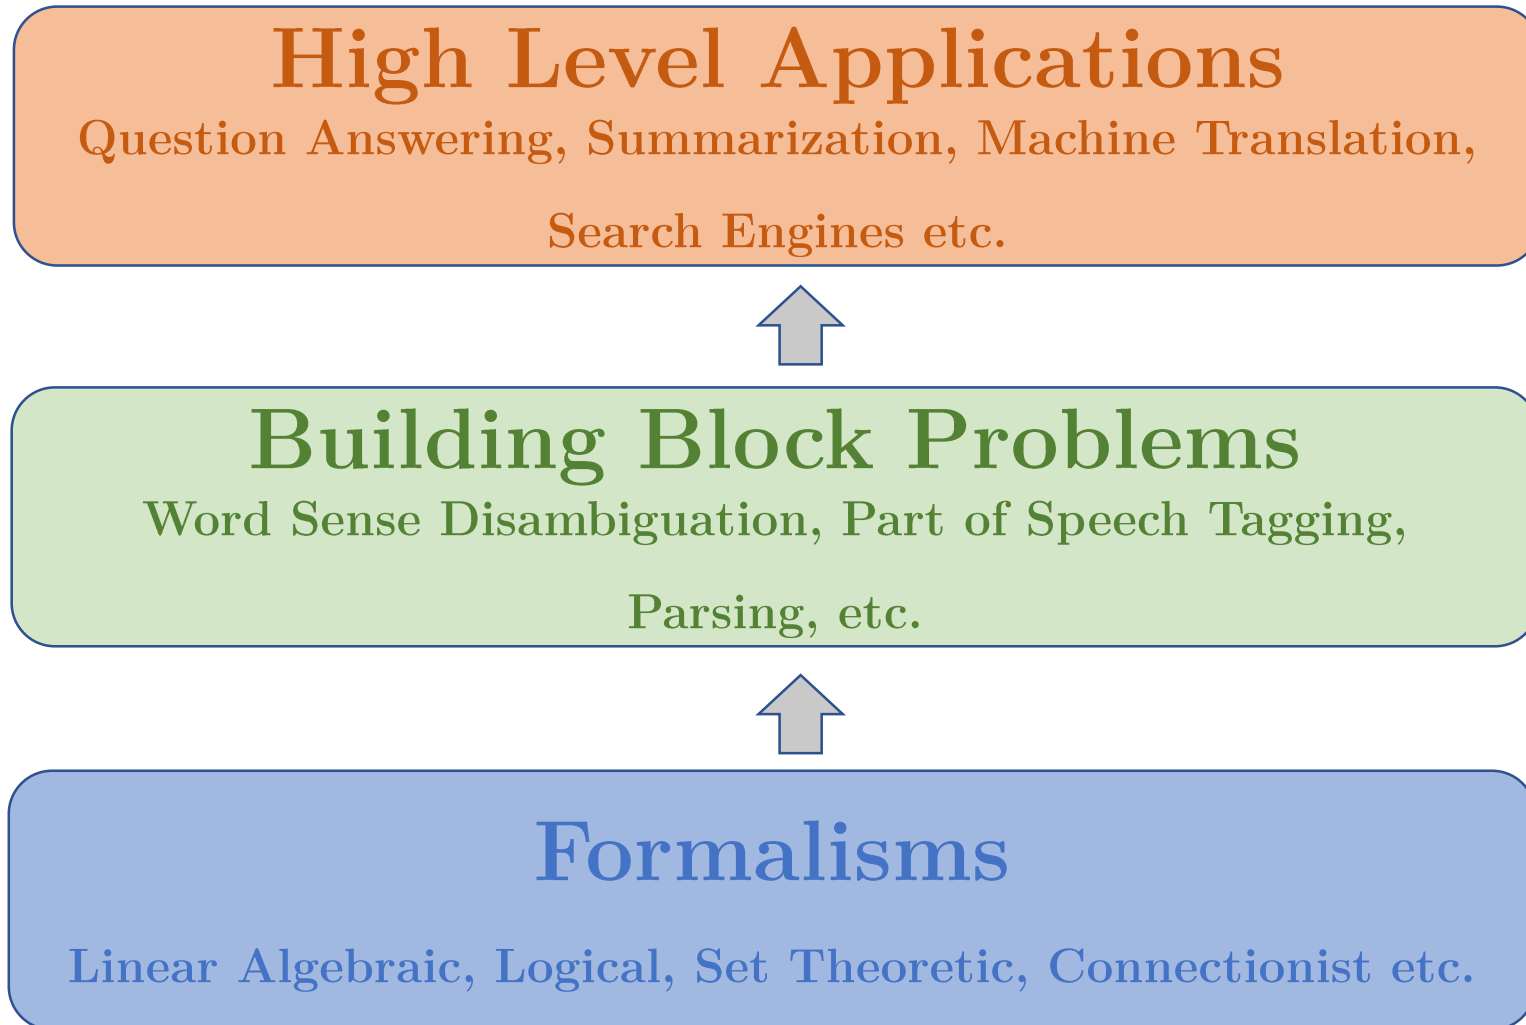 High Level Applications
Question Answering, Summarization, Machine Translation,
Search Engines etc.
Building Block Problems
Word Sense Disambiguation, Part of Speech Tagging,
Parsing, etc.
Formalisms
Linear Algebraic, Logical, Set Theoretic, Connectionist etc.